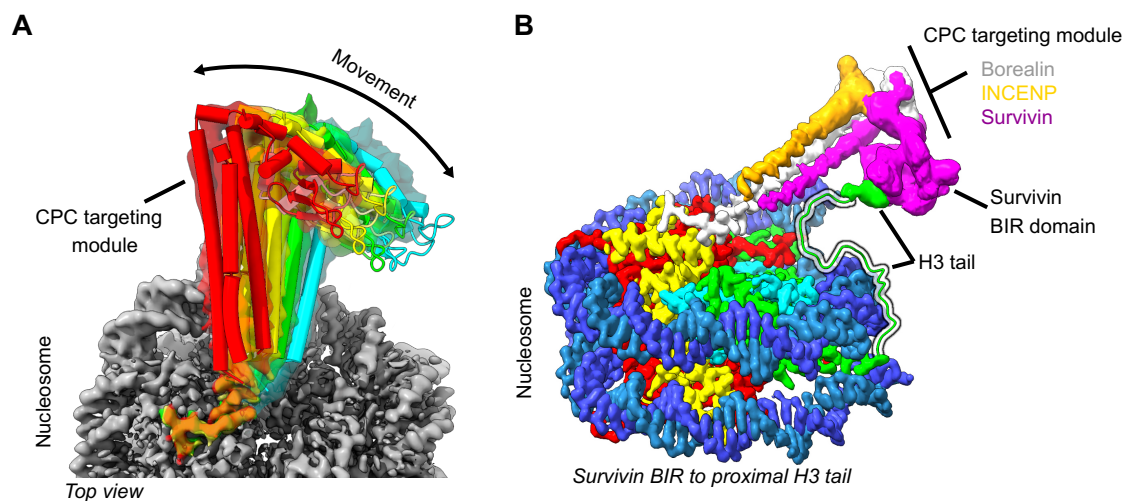 A
Movement
CPC targeting
module
Nucleosome
Top view
B
CPC targeting module
Borealin
INCENP
Survivin
Survivin
BIR domain
H3 tail
Nucleosome
Survivin BIR to proximal H3 tail